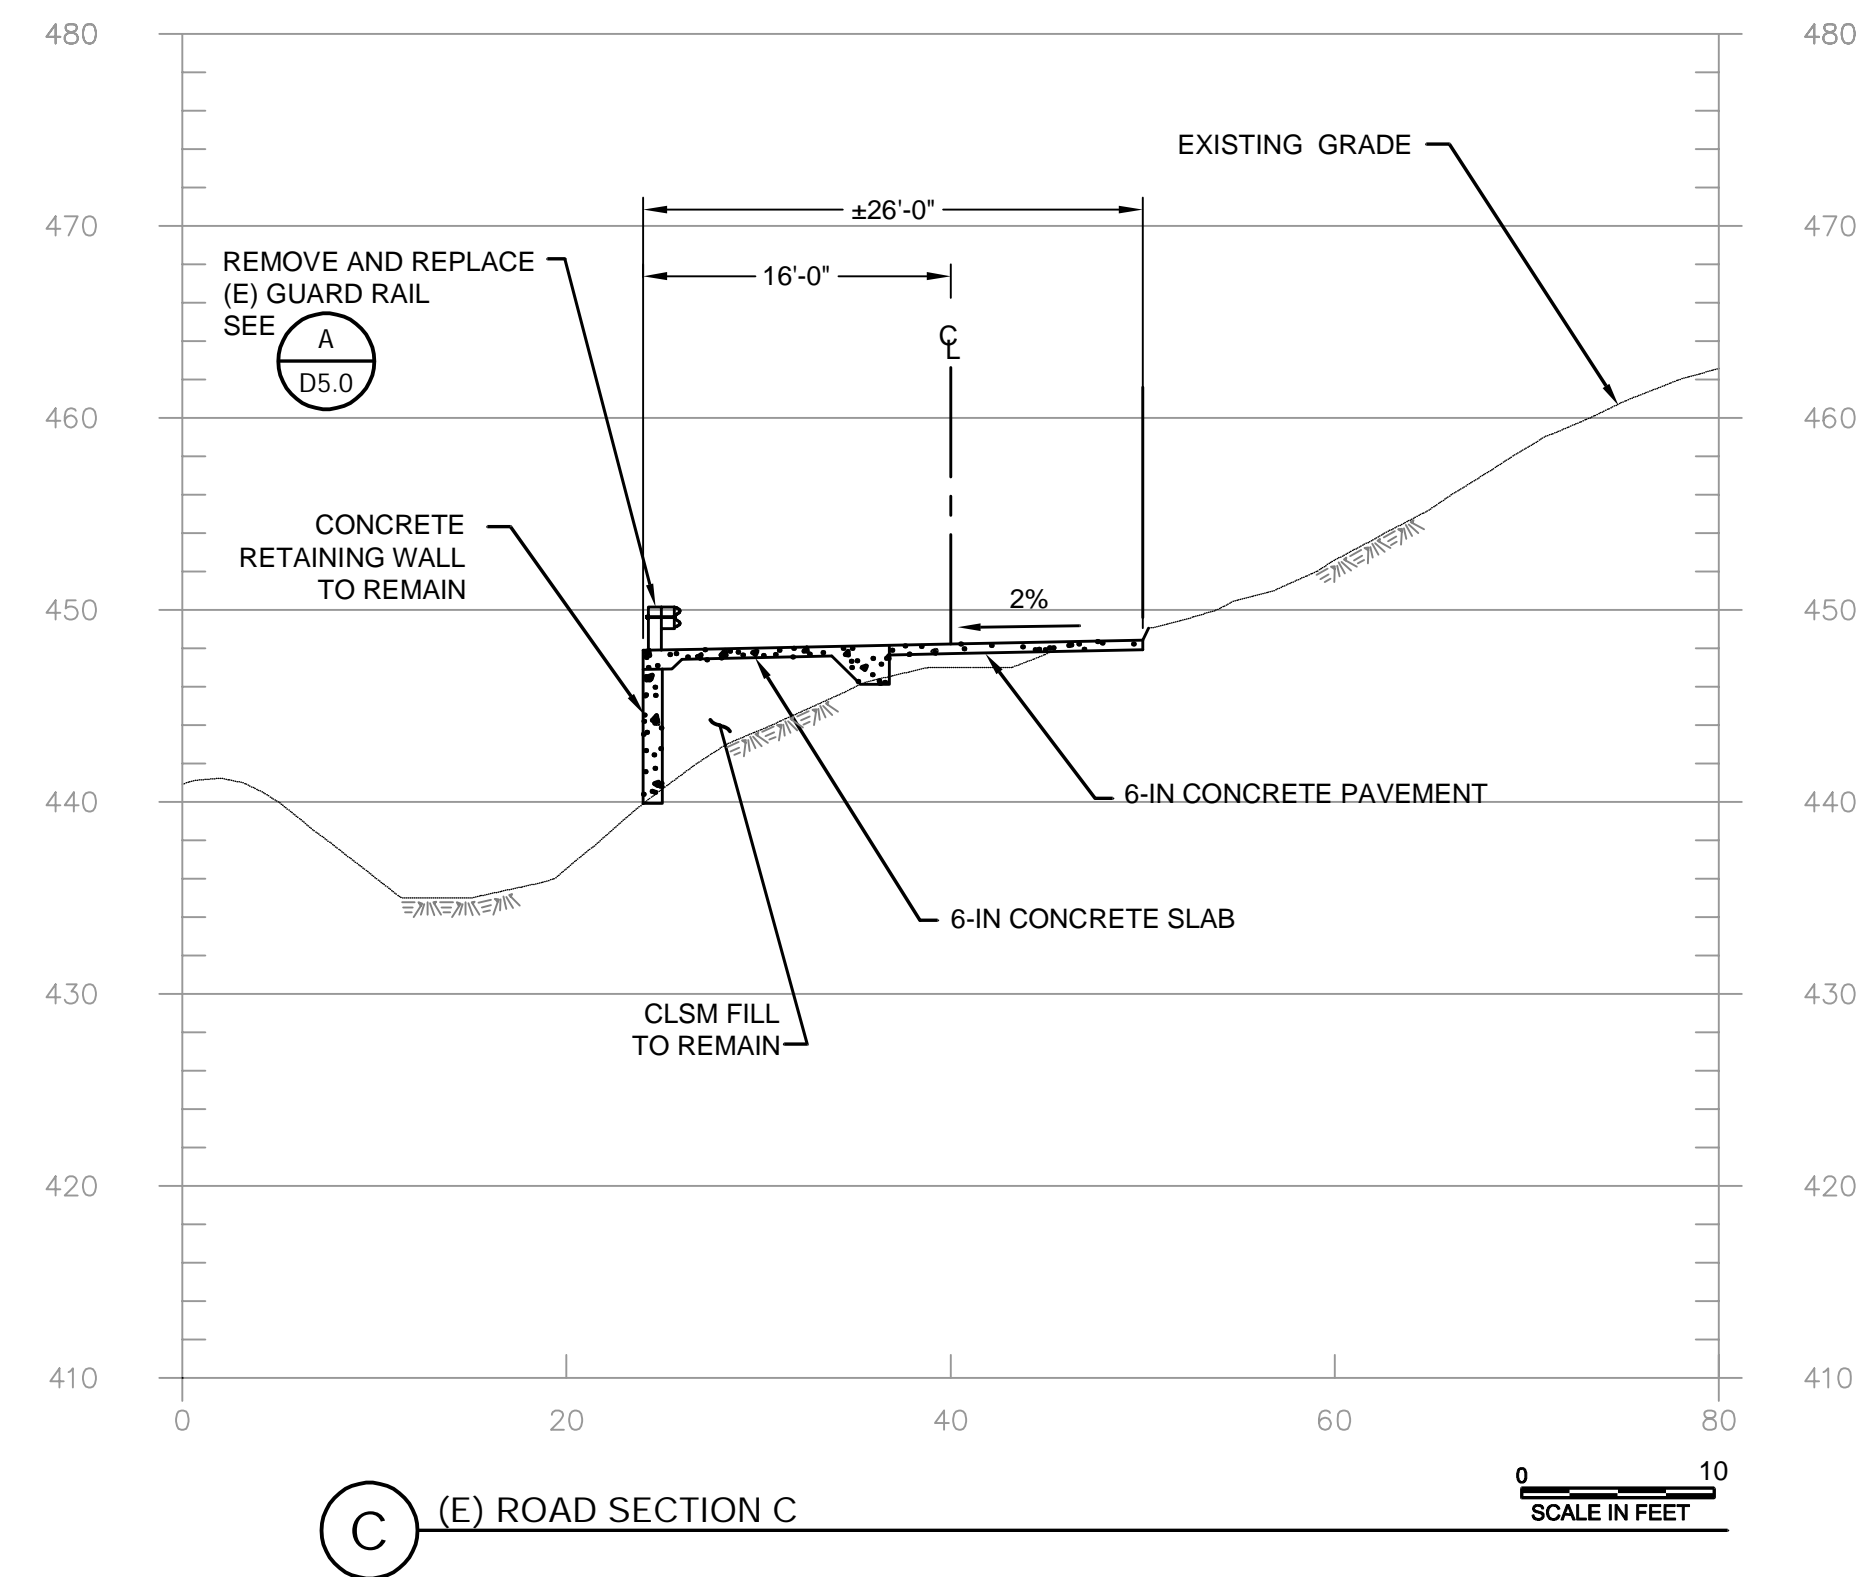 480
480
EXISTING GRADE
±26'-0"
470
470
REMOVE AND REPLACE
(E) GUARD RAIL
SEE
A
D5.0
16'-0"
CL
460
460
CONCRETE
RETAINING WALL
TO REMAIN
450
450
2%
440
440
6-IN CONCRETE PAVEMENT
6-IN CONCRETE SLAB
430
430
CLSM FILL
TO REMAIN
420
420
410
410
0
20
40
60
80
C
(E) ROAD SECTION C
0
10
SCALE IN FEET